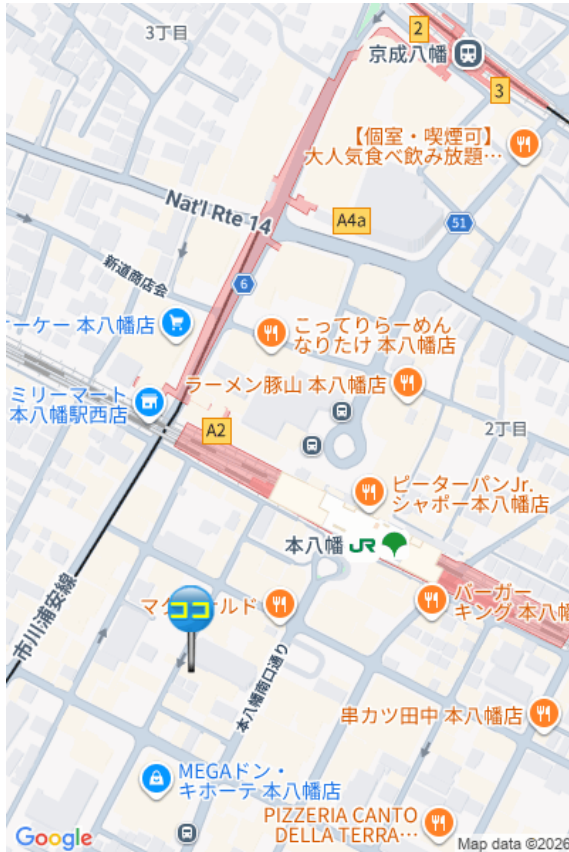 3丁目
2
京成八幡
3
【個室・喫煙可】
大人気食べ飲み放題…
Nat'l Rte 14
A4a
51
新道商店会
6
ーケー 本八幡店
こってりらーめん
なりたけ 本八幡店
ミリーマート
本八幡駅西店
ラーメン豚山 本八幡店
A2
2丁目
ピーターパンJr.
シャポー本八幡店
本八幡 JR
市川浦安線
ココ
マク
ルド
バーガー
キング 本八幡
本八幡南口通り
串カツ田中 本八幡店
MEGAドン・
キホーテ 本八幡店
PIZZERIA CANTO
DELLA TERRA…
Google
Map data ©2026